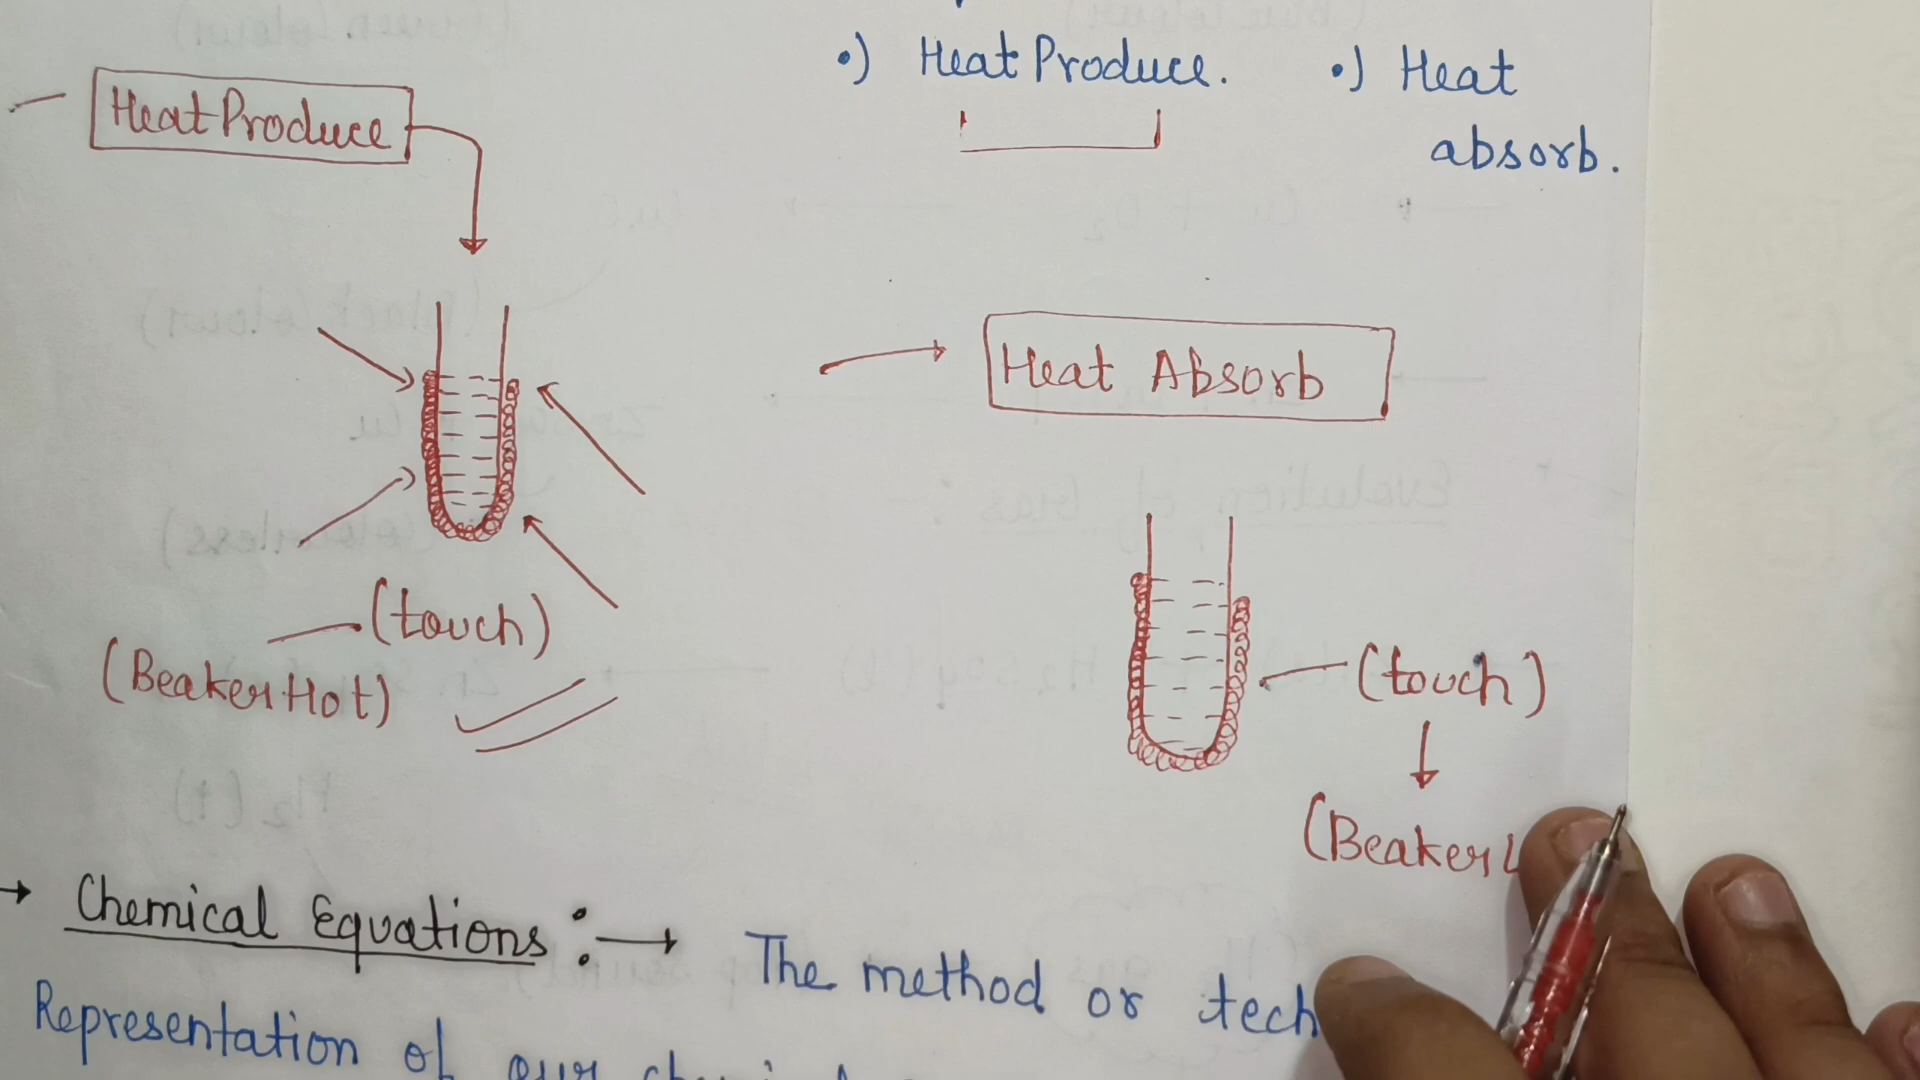 •) Heat Produce.
•) Heat
absorb.
Heat Produce
Heat Absorb
(touch)
(Beaker Hot)
(touch)
(Beaker
Chemical Equations :→ The method or tech
Representation of our